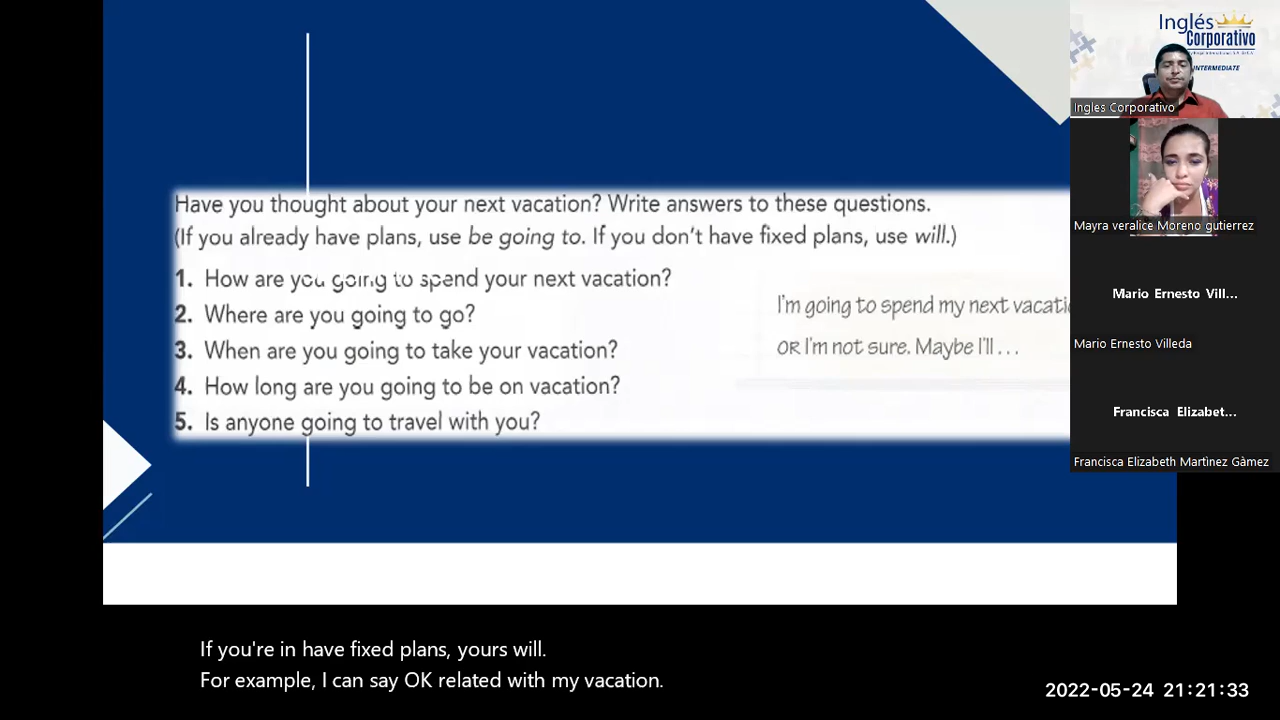 Have you thought about your next vacation? Write answers to these questions.
(If you already have plans, use be going to. If you don't have fixed plans, use will.)
1. How are you going to spend your next vacation?
2. Where are you going to go?
3. When are you going to take your vacation?
4. How long are you going to be on vacation?
5. Is anyone going to travel with you?
I'm going to spend my next vacati
OR I'm not sure. Maybe I'll ...
Inglés
Corporativo
INTERMEDIATE
Ingles Corporativo
Mayra veralice Moreno gutierrez
Mario Ernesto Vill...
Mario Ernesto Villeda
Francisca Elizabet...
Francisca Elizabeth Martìnez Gàmez
If you're in have fixed plans, yours will.
For example, I can say OK related with my vacation.
2022-05-24 21:21:33